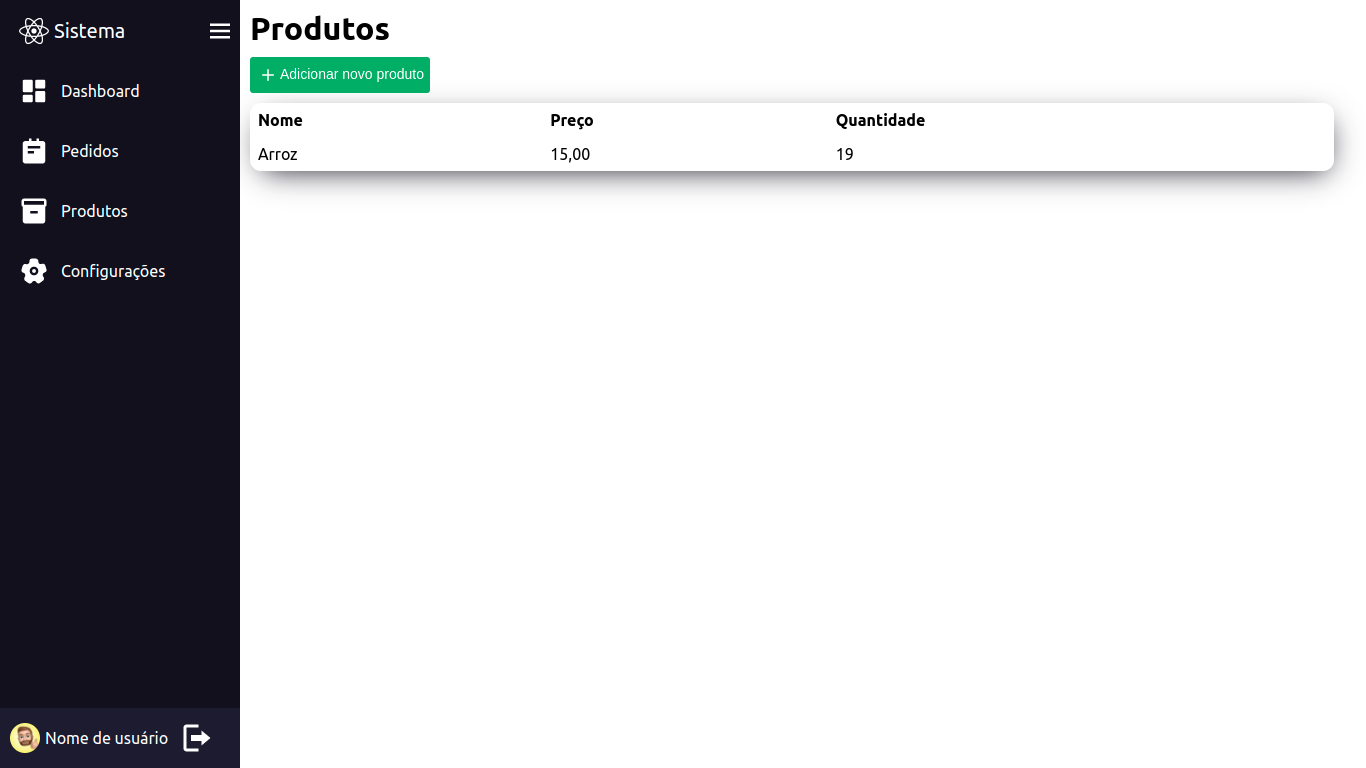 Sistema
Dashboard
Pedidos
Produtos
Configurações
Nome de usuário
Produtos
Adicionar novo produto
Nome Preço Quantidade
Arroz 15,00 19